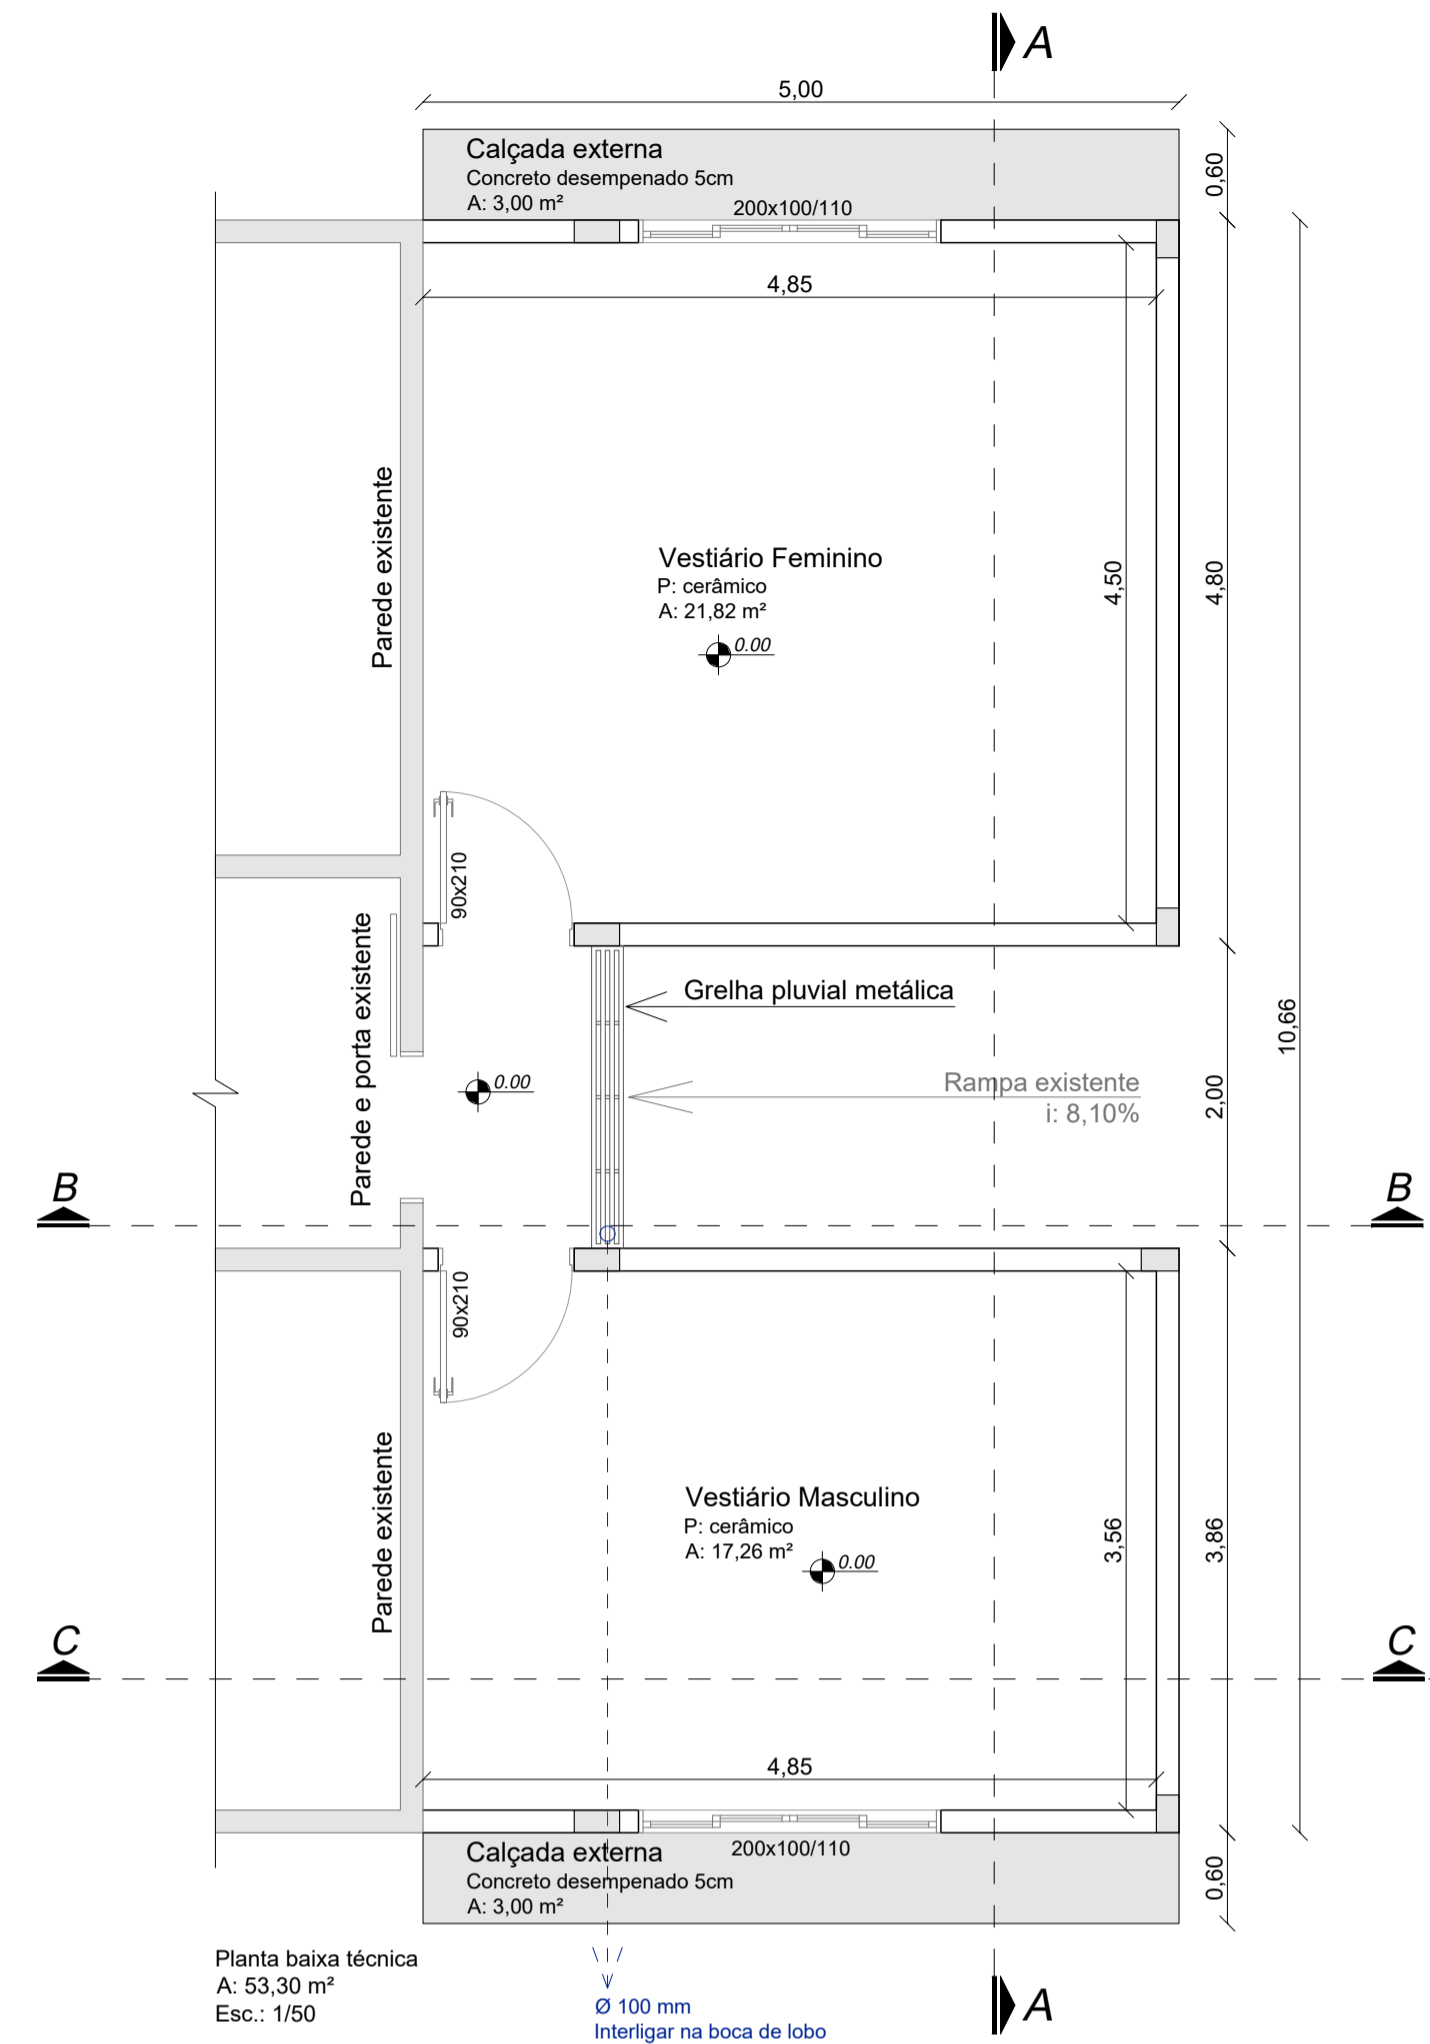 A
5,00
Calçada externa
Concreto desempenado 5cm
A: 3,00 m²
200x100/110
0,60
4,85
Parede existente
Vestiário Feminino
P: cerâmico
A: 21,82 m²
0.00
4,50
4,80
90x210
Parede e porta existente
Grelha pluvial metálica
10,66
0.00
Rampa existente
i: 8,10%
2,00
B
B
90x210
Parede existente
Vestiário Masculino
P: cerâmico
A: 17,26 m²
0.00
3,56
3,86
C
C
4,85
200x100/110
Calçada externa
Concreto desempenado 5cm
A: 3,00 m²
0,60
Planta baixa técnica
A: 53,30 m²
Esc.: 1/50
Ø 100 mm
Interligar na boca de lobo
A